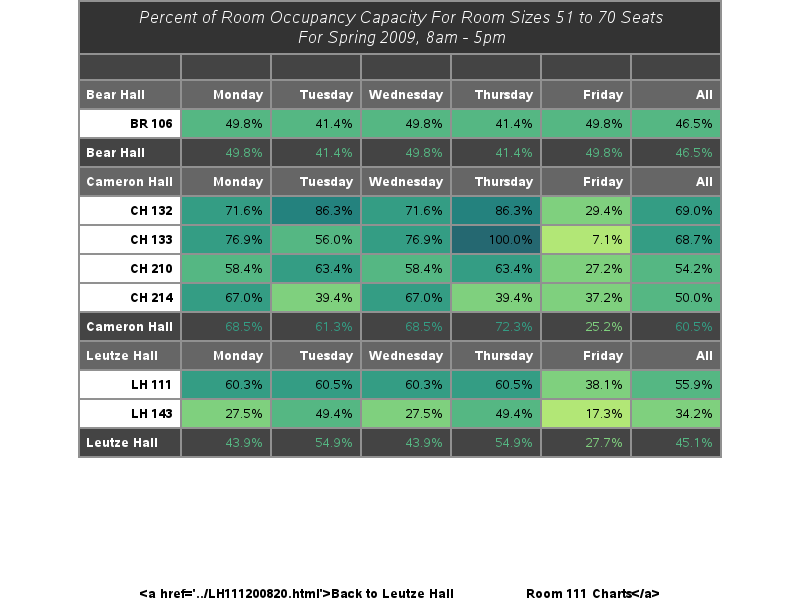 Percent of Room Occupancy Capacity For Room Sizes 51 to 70 Seats
For Spring 2009, 8am - 5pm
Bear Hall Monday Tuesday Wednesday Thursday Friday All
BR 106 49.8% 41.4% 49.8% 41.4% 49.8% 46.5%
Bear Hall 49.8% 41.4% 49.8% 41.4% 49.8% 46.5%
Cameron Hall Monday Tuesday Wednesday Thursday Friday All
CH 132 71.6% 86.3% 71.6% 86.3% 29.4% 69.0%
CH 133 76.9% 56.0% 76.9% 100.0% 7.1% 68.7%
CH 210 58.4% 63.4% 58.4% 63.4% 27.2% 54.2%
CH 214 67.0% 39.4% 67.0% 39.4% 37.2% 50.0%
Cameron Hall 68.5% 61.3% 68.5% 72.3% 25.2% 60.5%
Leutze Hall Monday Tuesday Wednesday Thursday Friday All
LH 111 60.3% 60.5% 60.3% 60.5% 38.1% 55.9%
LH 143 27.5% 49.4% 27.5% 49.4% 17.3% 34.2%
Leutze Hall 43.9% 54.9% 43.9% 54.9% 27.7% 45.1%
<a href='../LH111200820.html'>Back to Leutze Hall Room 111 Charts</a>